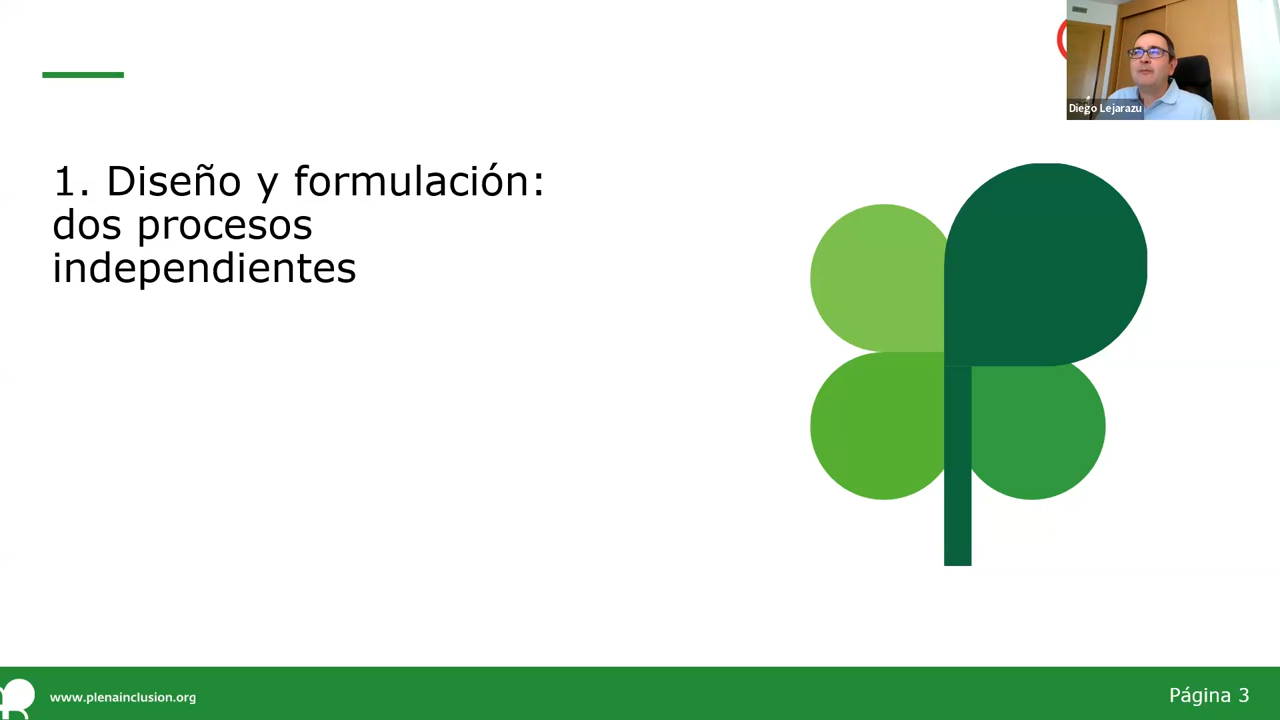 Diego Lejarazu
1. Diseño y formulación:
dos procesos
independientes
www.plenainclusion.org
Página 3